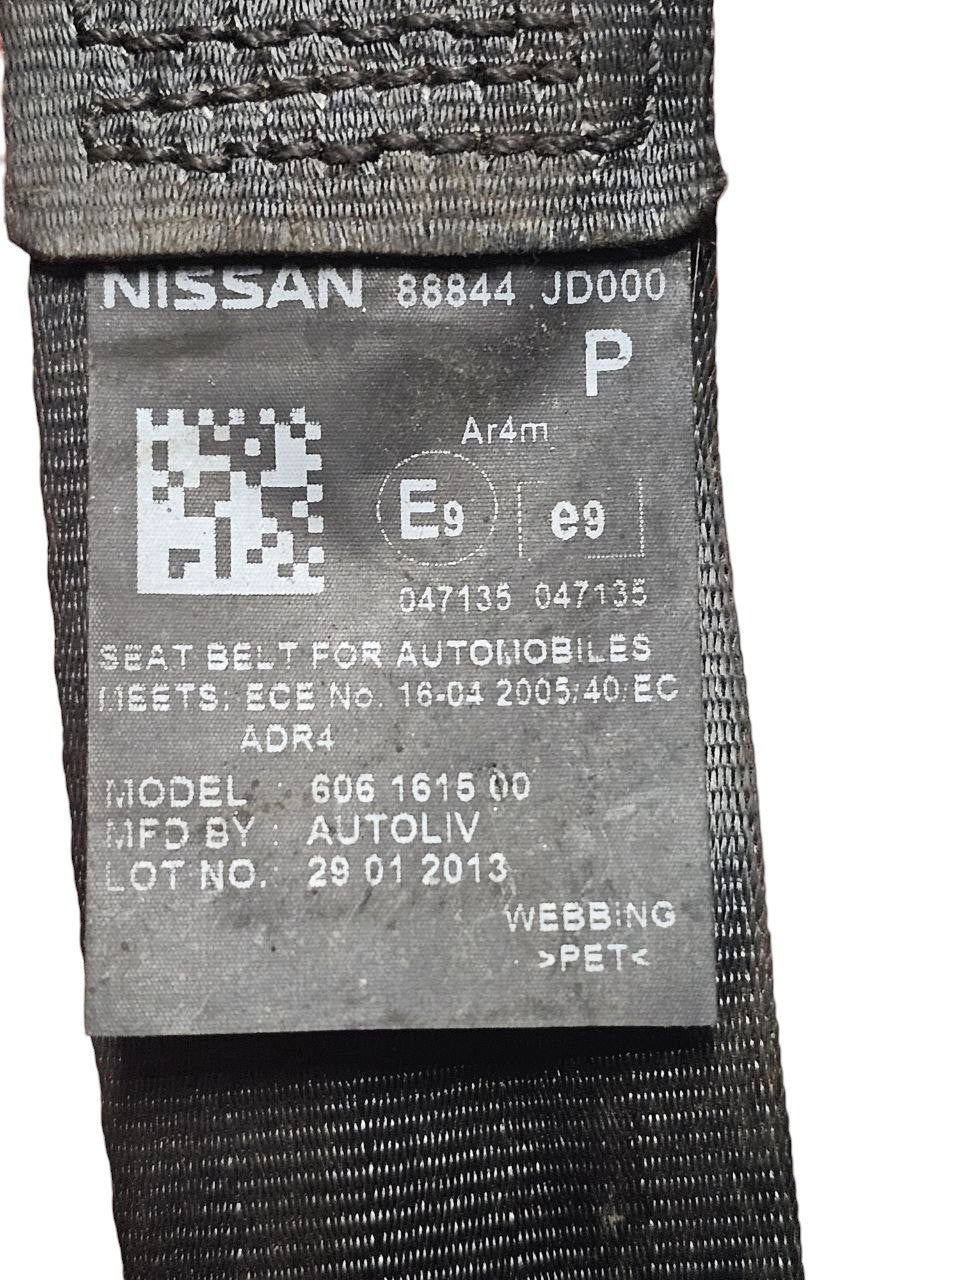 NISSAN 88844 JD000
P
Ar4m
E9 e9
047135 047135
SEAT BELT FOR AUTOMOBILES
MEETS: ECE No. 16-04 2005/40/EC
ADR4
MODEL : 606 1615 00
MFD BY : AUTOLIV
LOT NO. : 29 01 2013
WEBBING
>PET<